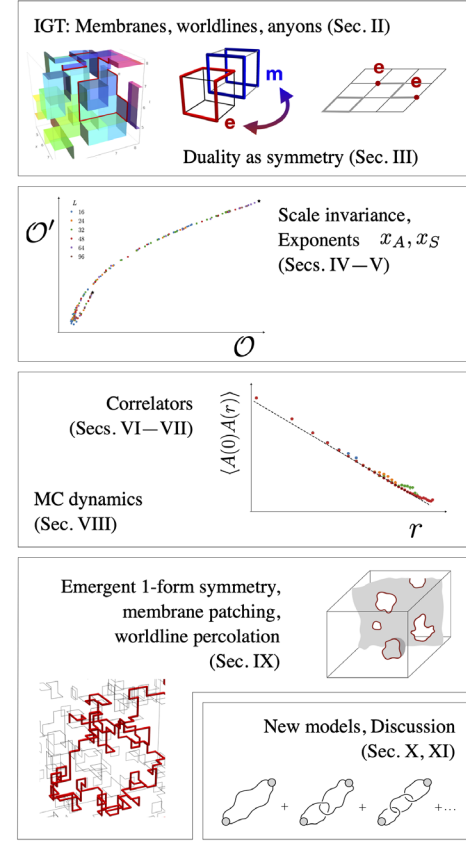 IGT: Membranes, worldlines, anyons (Sec. II)
m
e
e
e
Duality as symmetry (Sec. III)
L
16
24
32
48
64
96
O'
O
Scale invariance,
Exponents x_A, x_S
(Secs. IV—V)
Correlators
(Secs. VI—VII)
MC dynamics
(Sec. VIII)
⟨A(0)A(r)⟩
r
Emergent 1-form symmetry,
membrane patching,
worldline percolation
(Sec. IX)
New models, Discussion
(Sec. X, XI)
+ + +...